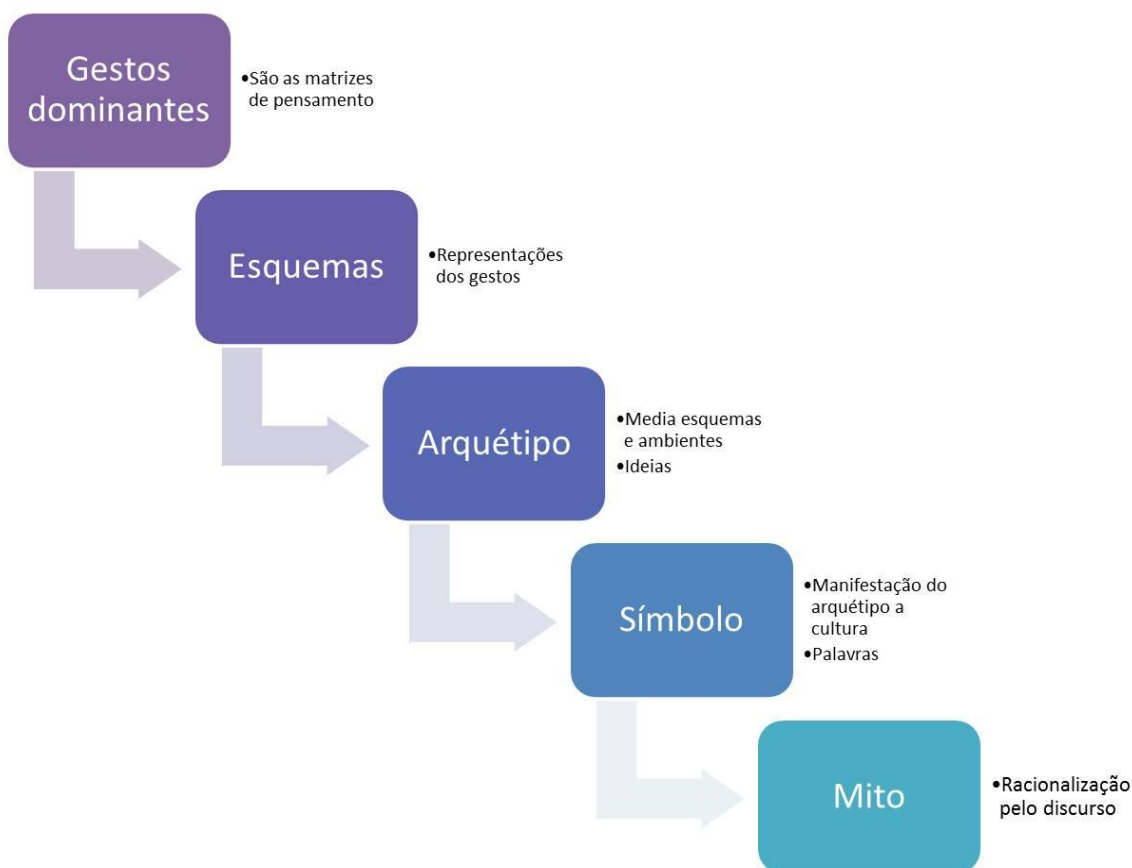 Gestos
dominantes
•São as matrizes
de pensamento
Esquemas
•Representações
dos gestos
Arquétipo
•Media esquemas
e ambientes
•Ideias
Símbolo
•Manifestação do
arquétipo a
cultura
•Palavras
Mito
•Racionalização
pelo discurso